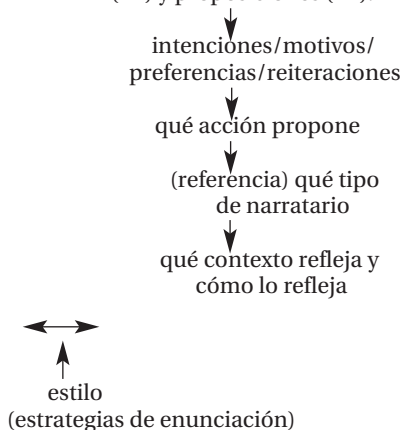 intenciones/motivos/
preferencias/reiteraciones
qué acción propone
(referencia) qué tipo
de narratario
qué contexto refleja y
cómo lo refleja
estilo
(estrategias de enunciación)